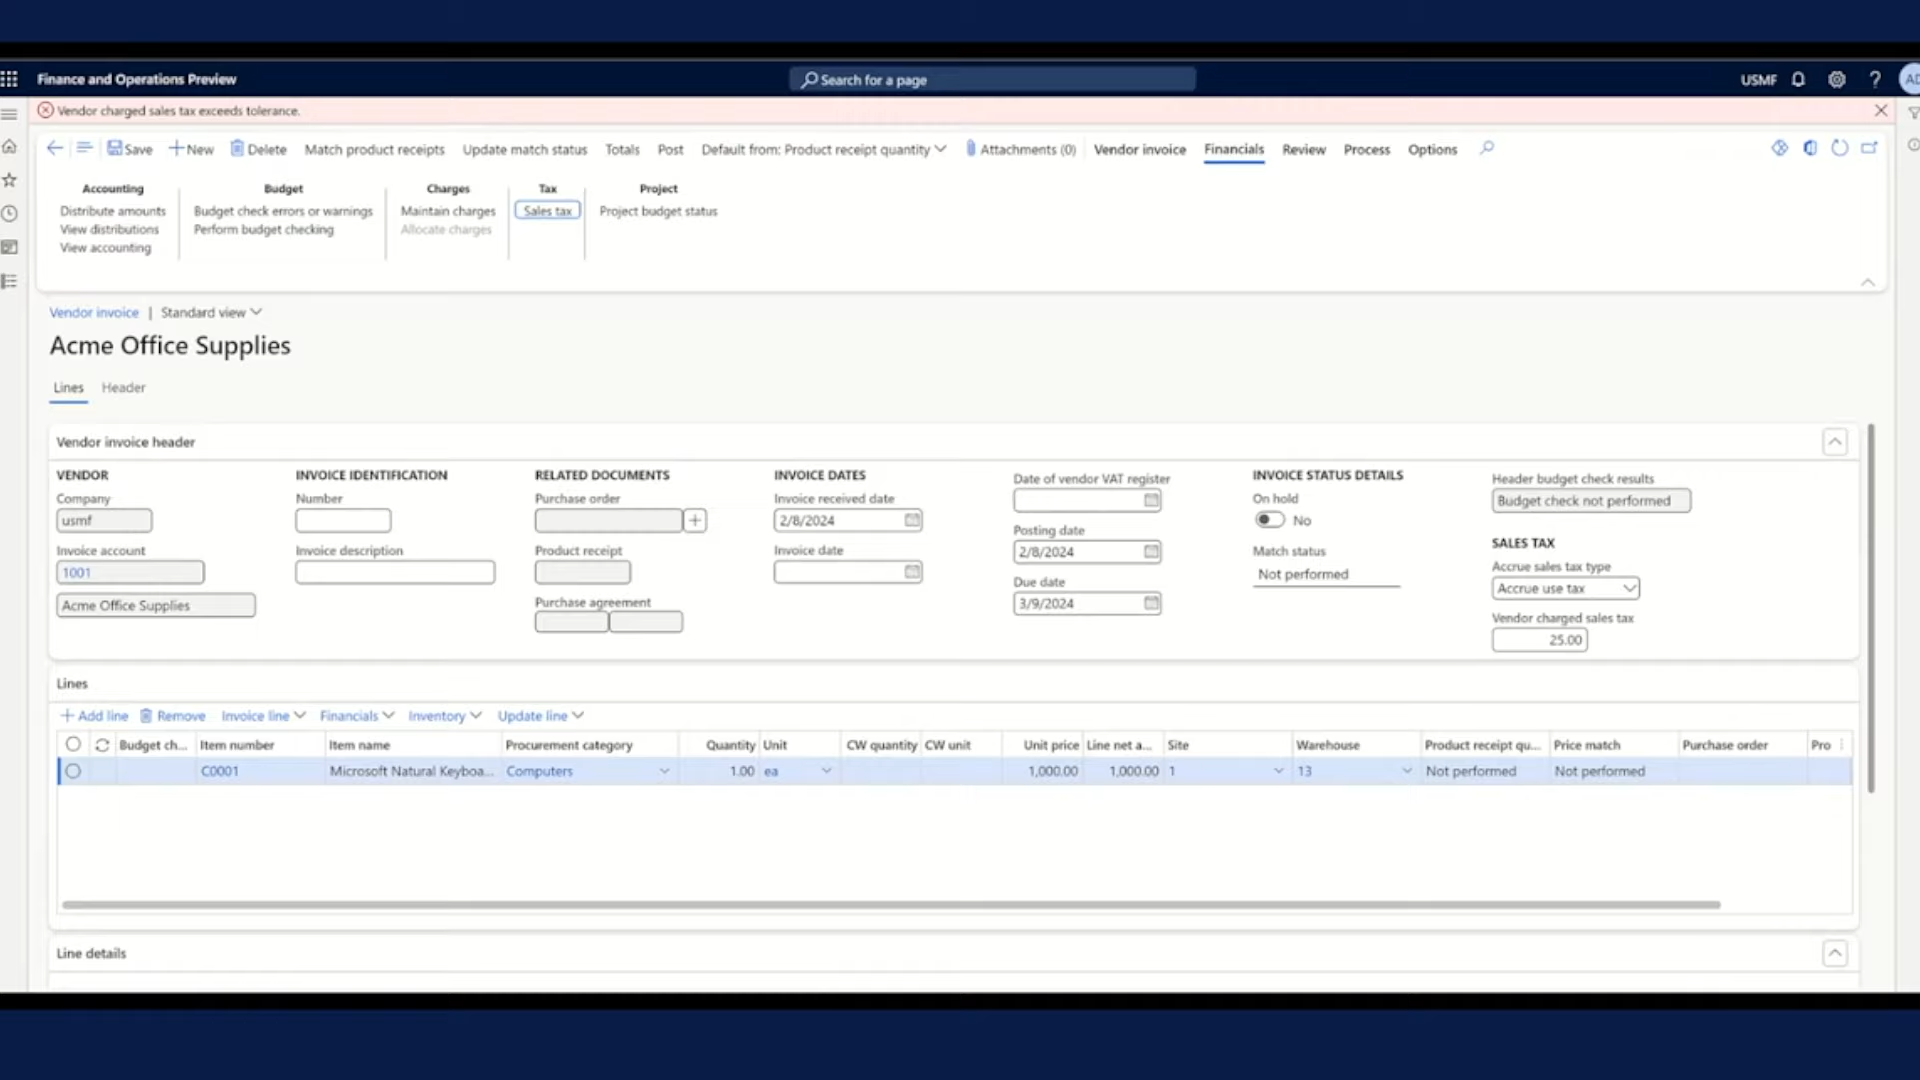 Finance and Operations Preview
Search for a page
USMF
?
AD
Vendor charged sales tax exceeds tolerance.
Save
New
Delete
Match product receipts
Update match status
Totals
Post
Default from: Product receipt quantity
Attachments (0)
Vendor invoice
Financials
Review
Process
Options
Accounting
Distribute amounts
View distributions
View accounting
Budget
Budget check errors or warnings
Perform budget checking
Charges
Maintain charges
Allocate charges
Tax
Sales tax
Project
Project budget status
Vendor invoice | Standard view
Acme Office Supplies
Lines
Header
Vendor invoice header
VENDOR
Company
usmf
Invoice account
1001
Acme Office Supplies
INVOICE IDENTIFICATION
Number
Invoice description
RELATED DOCUMENTS
Purchase order
Product receipt
Purchase agreement
INVOICE DATES
Invoice received date
2/8/2024
Invoice date
Date of vendor VAT register
Posting date
2/8/2024
Due date
3/9/2024
INVOICE STATUS DETAILS
On hold
No
Match status
Not performed
Header budget check results
Budget check not performed
SALES TAX
Accrue sales tax type
Accrue use tax
Vendor charged sales tax
25.00
Lines
Add line
Remove
Invoice line
Financials
Inventory
Update line
Budget ch... Item number Item name Procurement category Quantity Unit CW quantity CW unit Unit price Line net a... Site Warehouse Product receipt qu... Price match Purchase order Pro
C0001 Microsoft Natural Keyboa... Computers 1.00 ea 1,000.00 1,000.00 1 13 Not performed Not performed
Line details